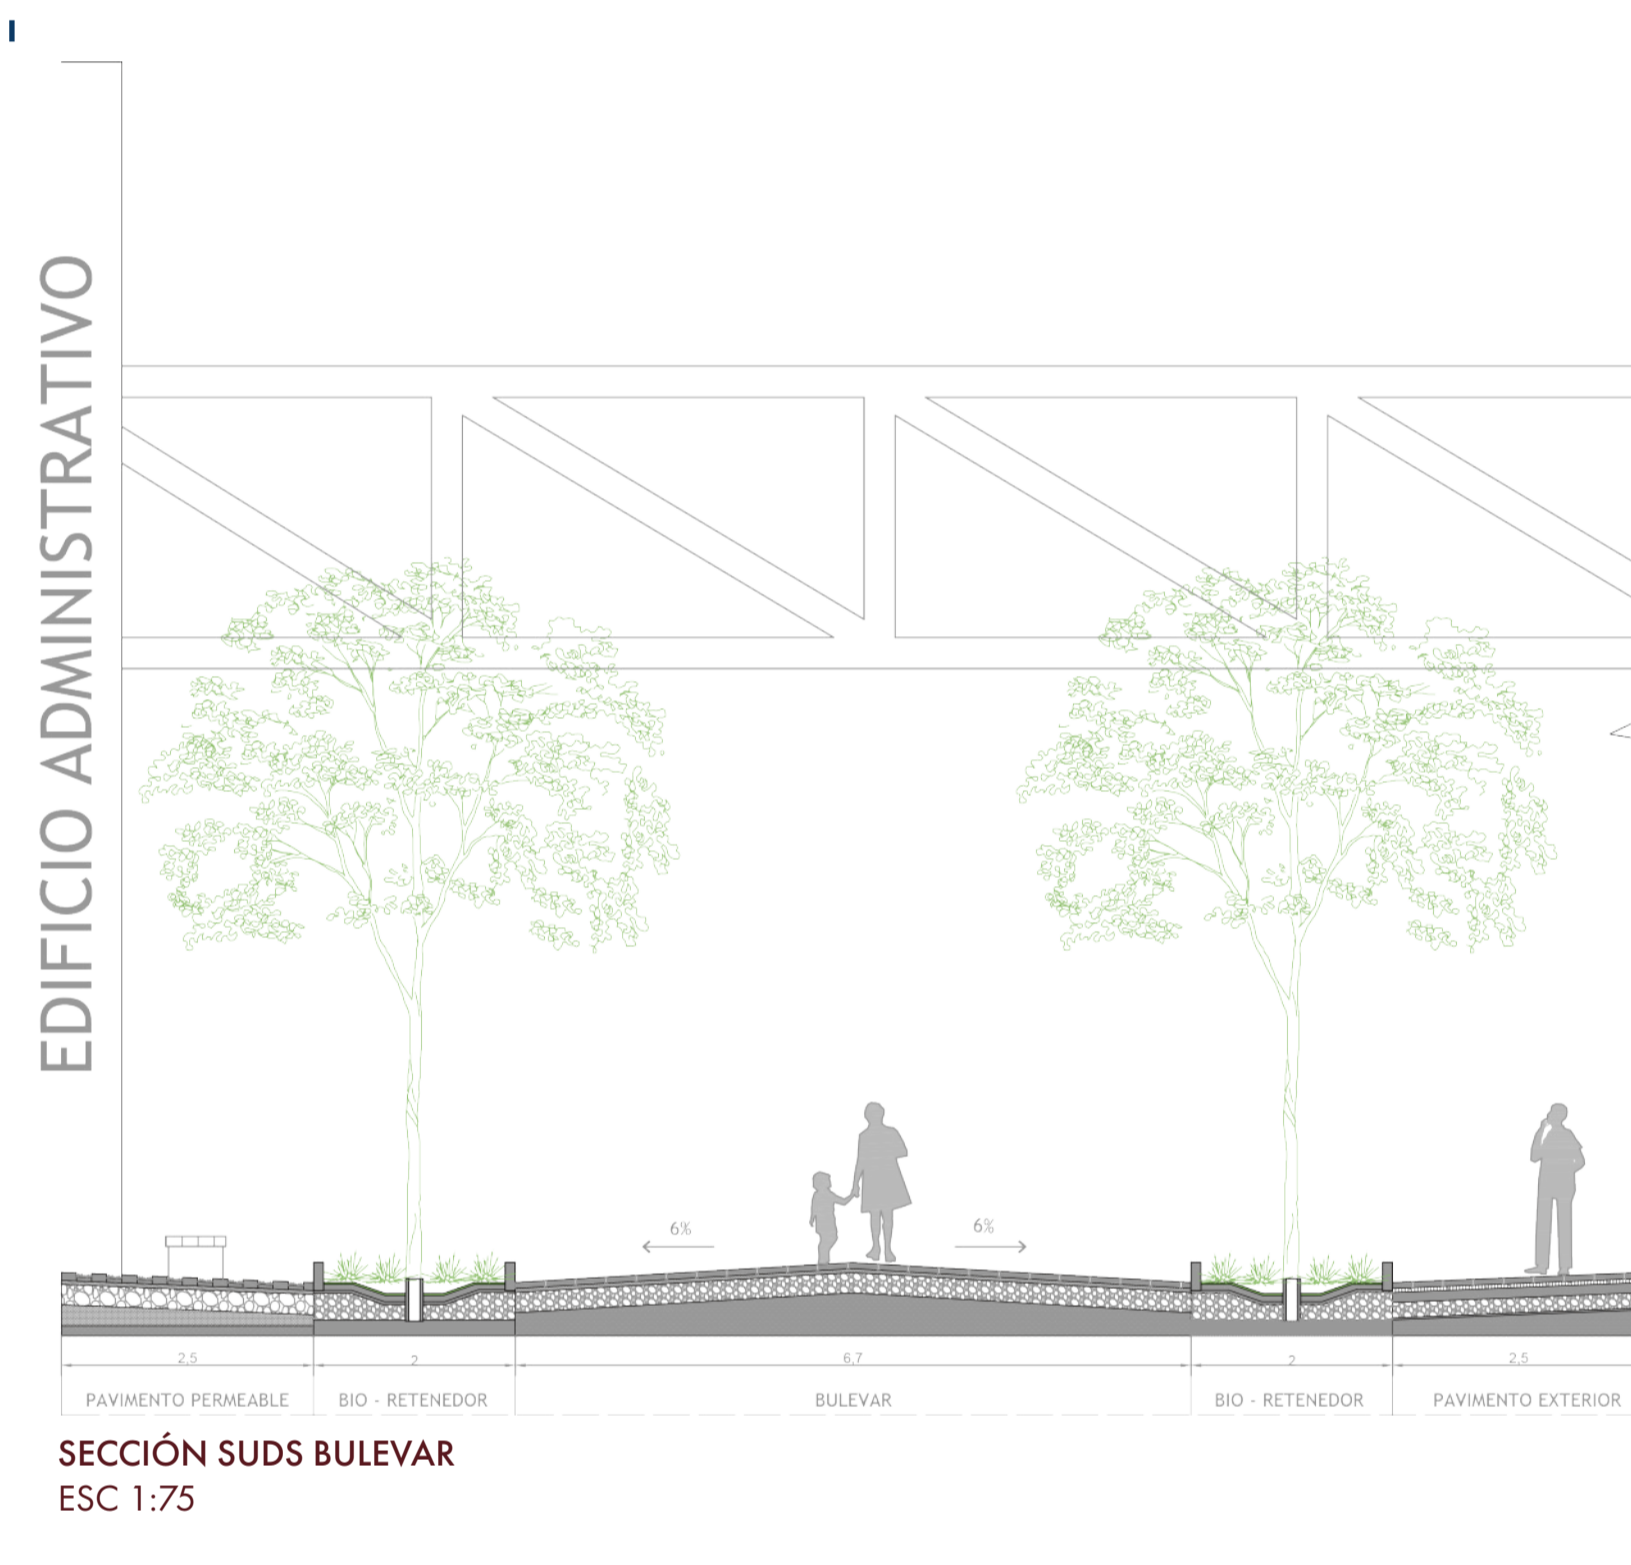 EDIFICIO ADMINISTRATIVO
6% 6%
2,5 2 6,7 2 2,5
PAVIMENTO PERMEABLE BIO - RETENEDOR BULEVAR BIO - RETENEDOR PAVIMENTO EXTERIOR
SECCIÓN SUDS BULEVAR
ESC 1:75